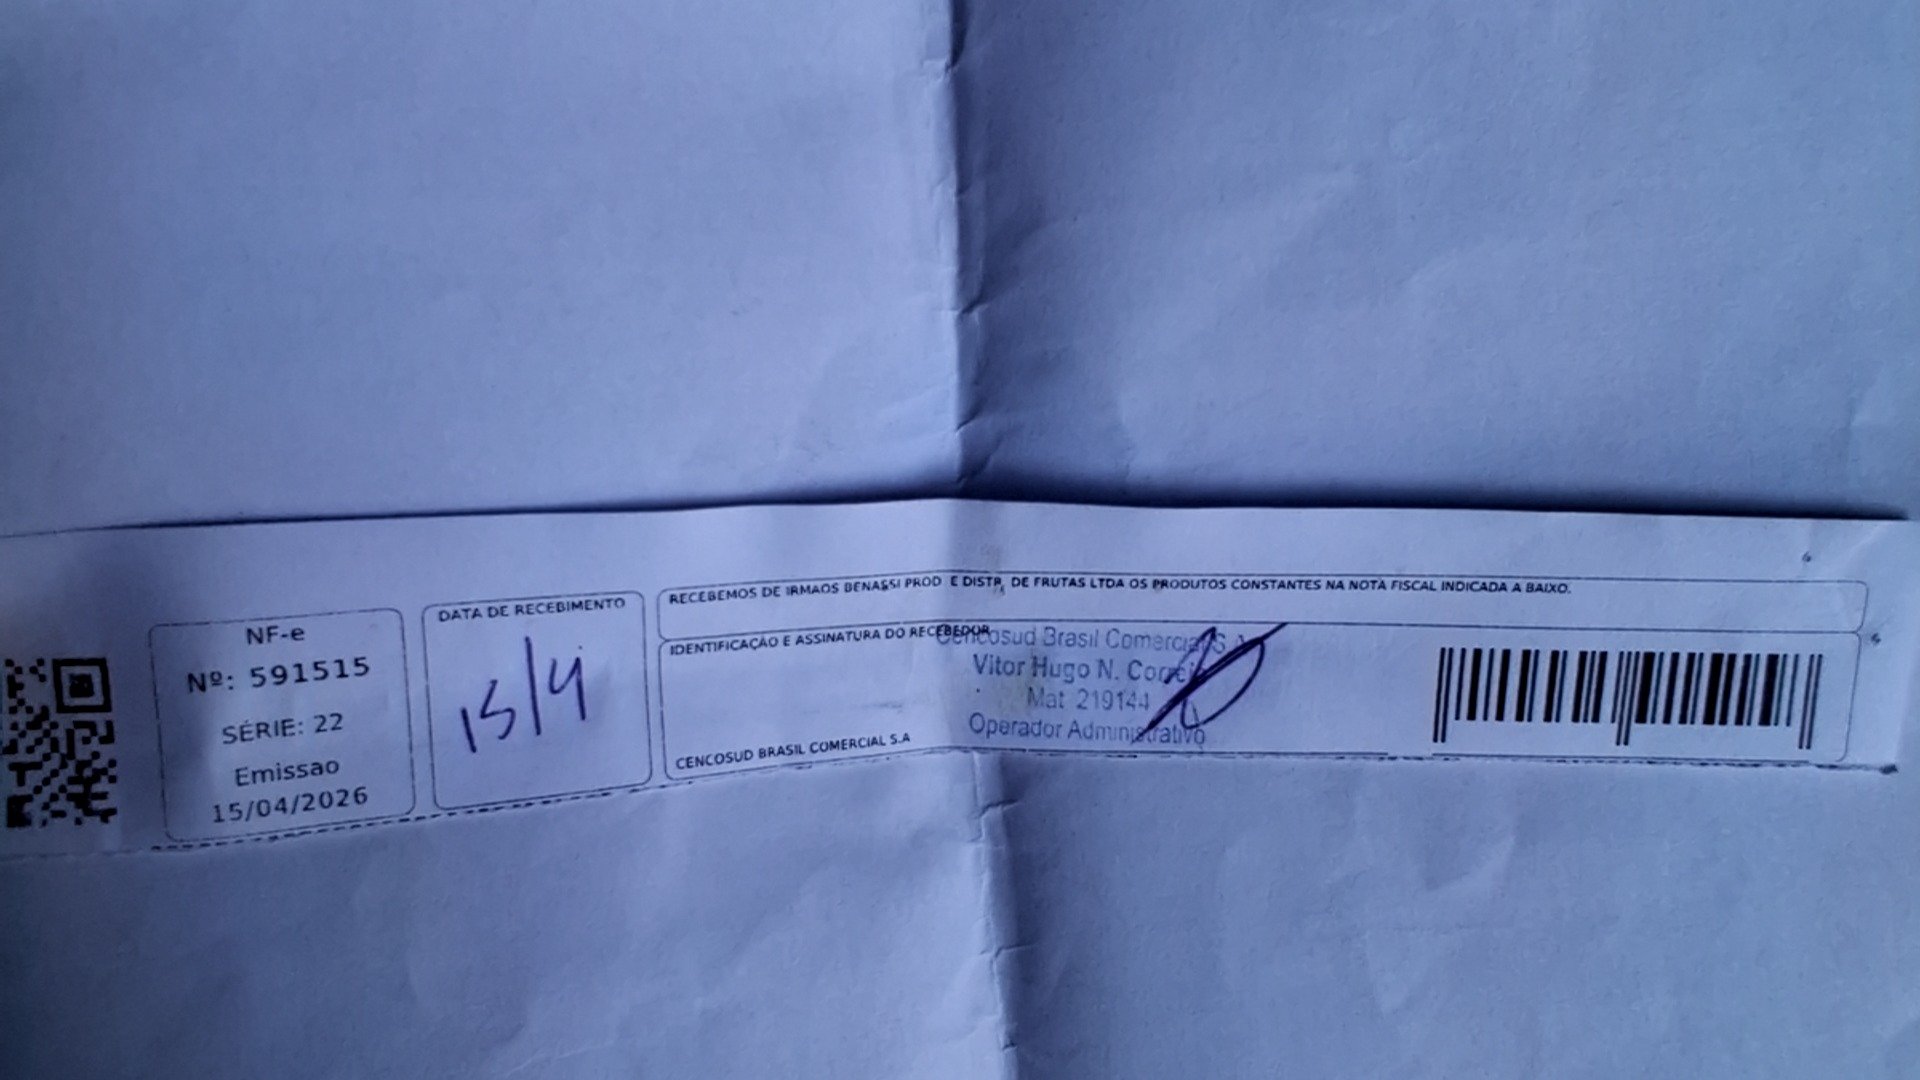 NF-e
Nº: 591515
SÉRIE: 22
Emissao
15/04/2026
DATA DE RECEBIMENTO
15/4
RECEBEMOS DE IRMAOS BENASSI PROD E DISTR. DE FRUTAS LTDA OS PRODUTOS CONSTANTES NA NOTA FISCAL INDICADA A BAIXO.
IDENTIFICAÇÃO E ASSINATURA DO RECEBEDOR
Cencosud Brasil Comercial S.A
Vitor Hugo N.
Mat 219144
Operador Administrativo
CENCOSUD BRASIL COMERCIAL S.A